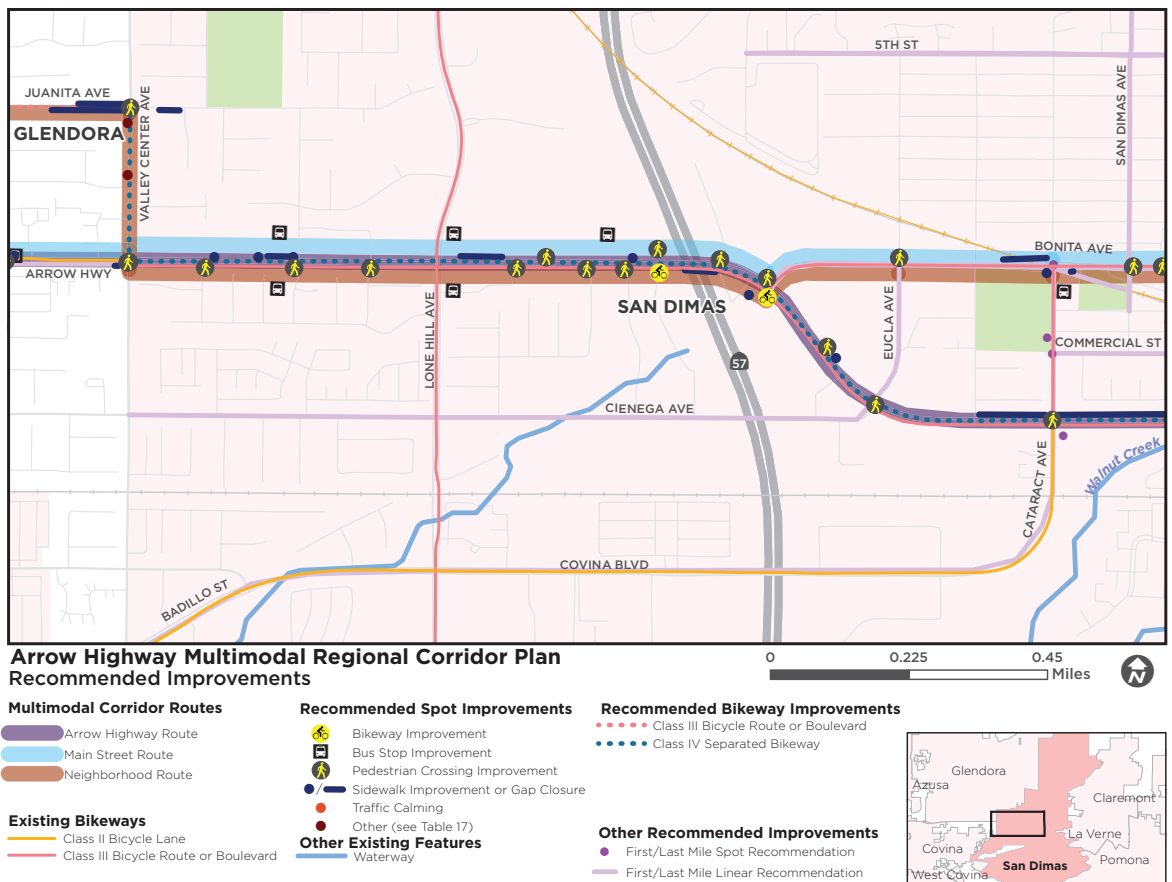 5TH ST
JUANITA AVE
GLENDORA
VALLEY CENTER AVE
SAN DIMAS AVE
BONITA AVE
ARROW HWY
SAN DIMAS
LONE HILL AVE
EUCLA AVE
COMMERCIAL ST
57
CIENEGA AVE
CATARACT AVE
Walnut Creek
COVINA BLVD
BADILLO ST
Arrow Highway Multimodal Regional Corridor Plan
Recommended Improvements
0 0.225 0.45
Miles
N
Multimodal Corridor Routes
Arrow Highway Route
Main Street Route
Neighborhood Route
Existing Bikeways
Class II Bicycle Lane
Class III Bicycle Route or Boulevard
Recommended Spot Improvements
Bikeway Improvement
Bus Stop Improvement
Pedestrian Crossing Improvement
/ Sidewalk Improvement or Gap Closure
Traffic Calming
Other (see Table 17)
Other Existing Features
Waterway
Recommended Bikeway Improvements
Class III Bicycle Route or Boulevard
Class IV Separated Bikeway
Other Recommended Improvements
First/Last Mile Spot Recommendation
First/Last Mile Linear Recommendation
Glendora
Azusa
Claremont
La Verne
Covina
Pomona
San Dimas
West Covina